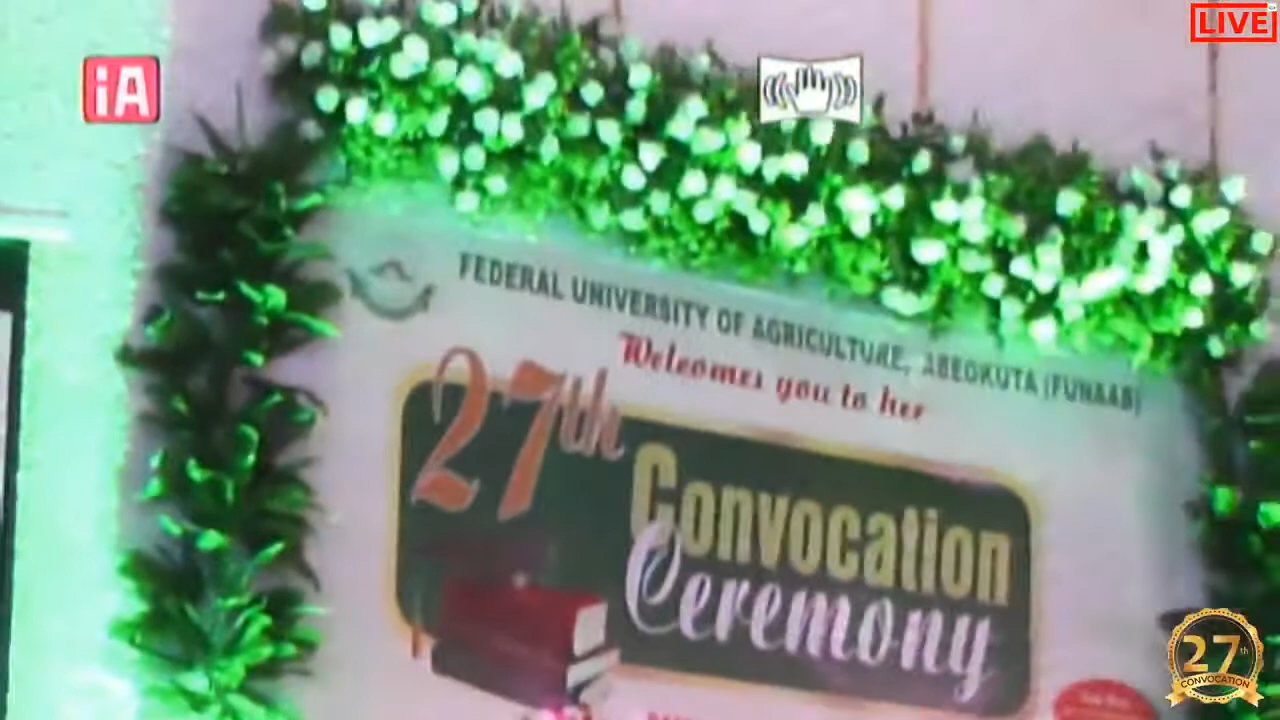 LIVE
iA
FEDERAL UNIVERSITY OF AGRICULTURE, ABEOKUTA (FUNAAB)
Welcomes you to her
27th
Convocation
Ceremony
27th
CONVOCATION